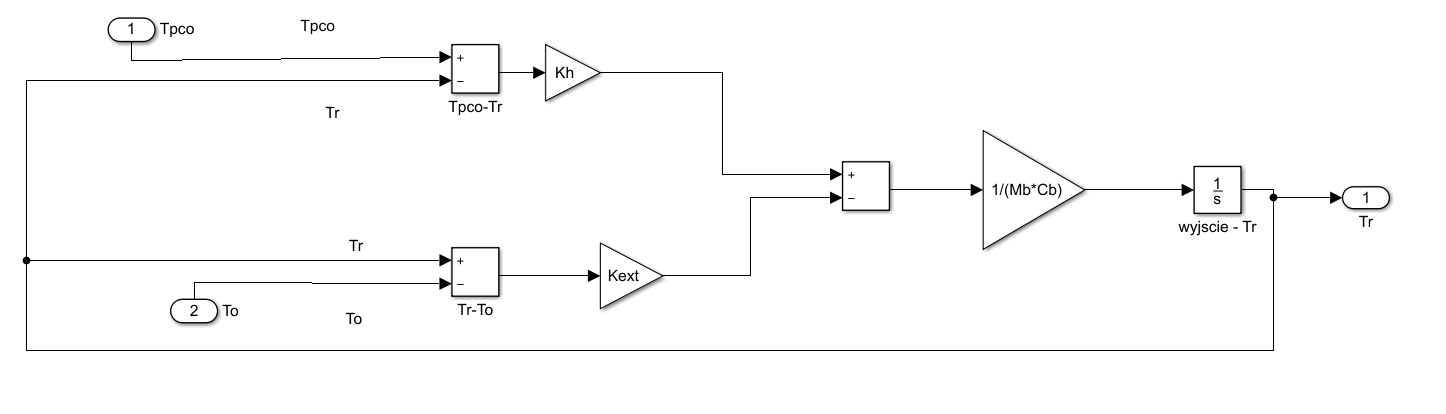 1 Tpco
Tpco
+
−
Tpco-Tr
Kh
Tr
+
−
1/(Mb*Cb)
1
s
wyjscie - Tr
1
Tr
Tr
+
−
Tr-To
Kext
2 To
To